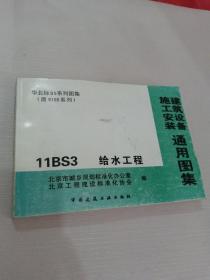 华北标BS系列图集
（原91SB系列）
建筑设备
施工安装
通用图集
11BS3 给水工程
北京市城乡规划标准化办公室
北京工程建设标准化协会
编
中国建筑工业出版社